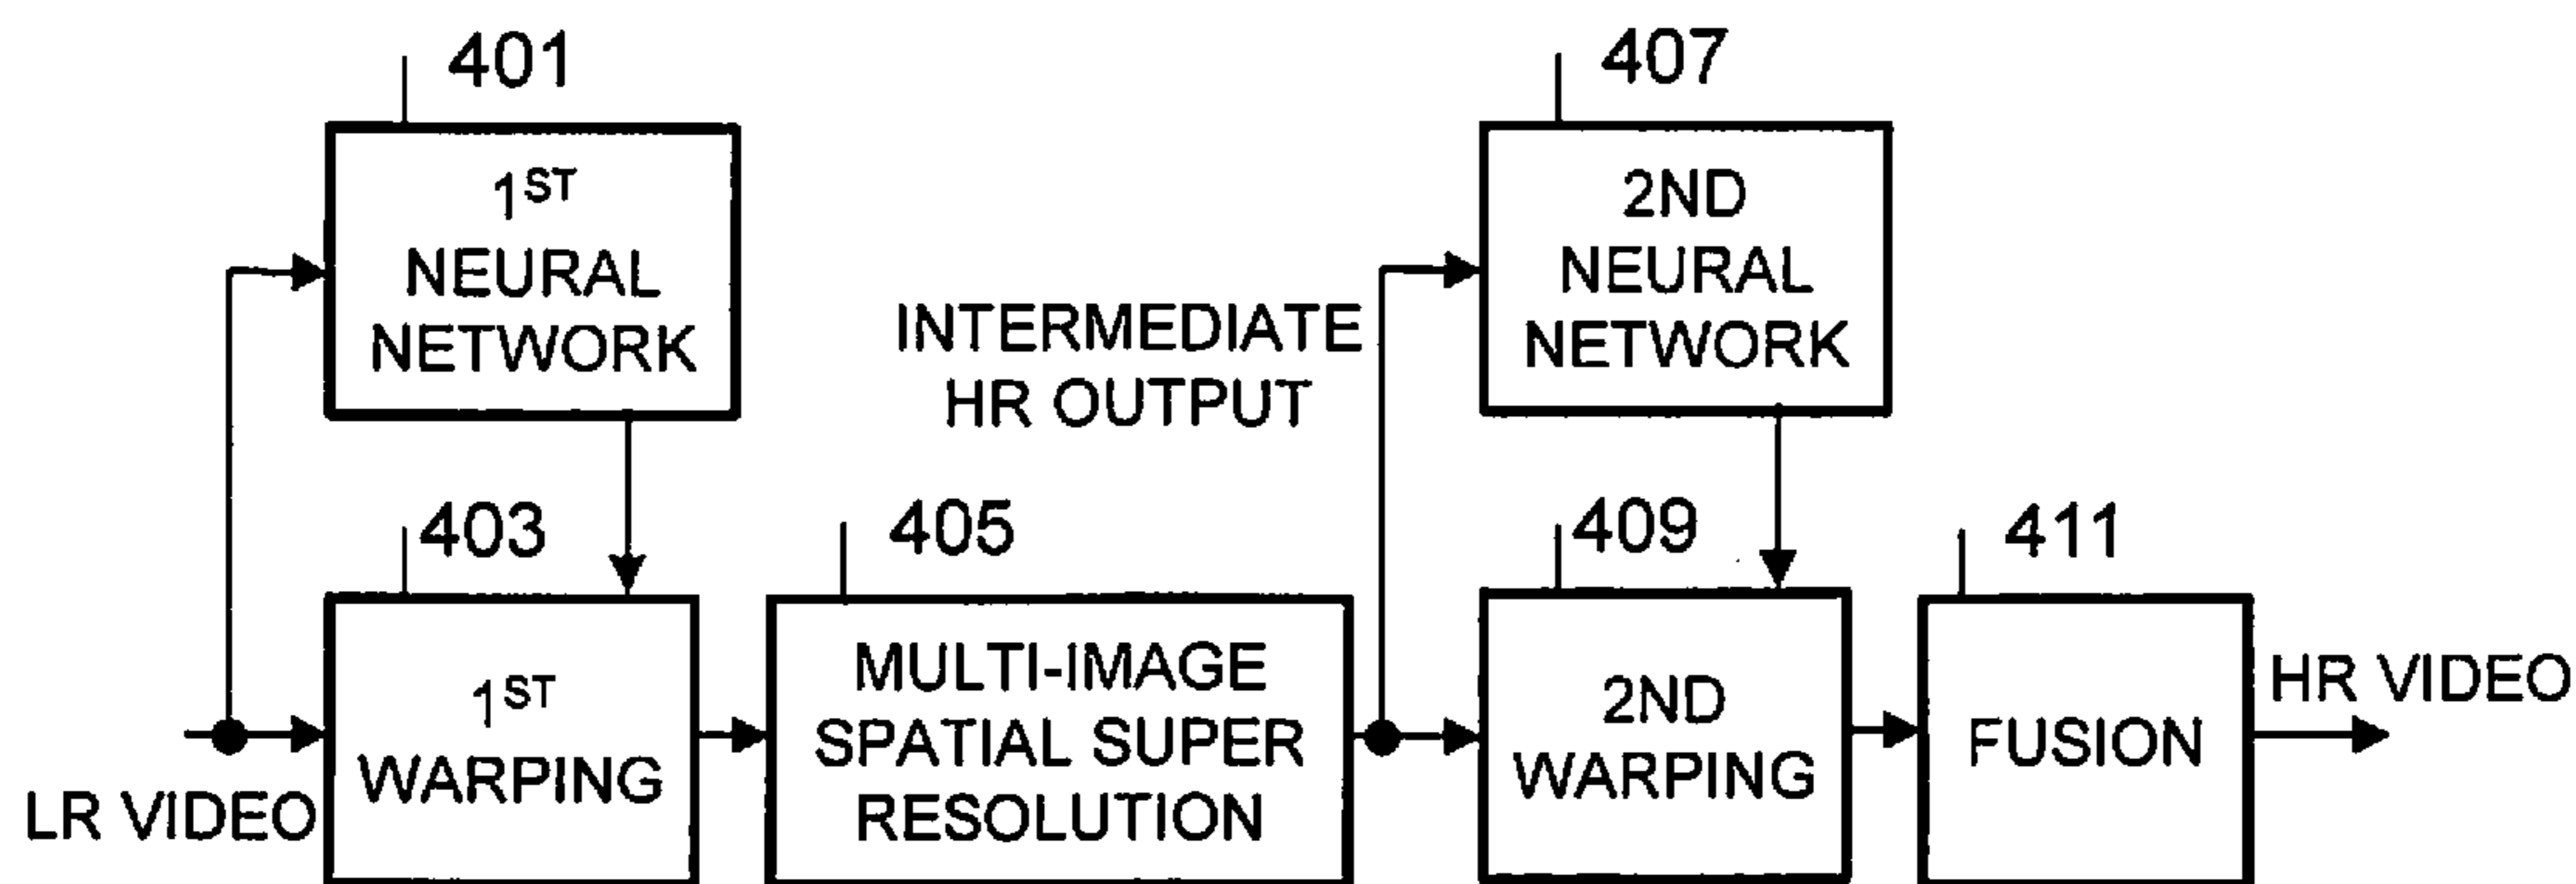 401
1ST
NEURAL
NETWORK
403
1ST
WARPING
LR VIDEO
405
MULTI-IMAGE
SPATIAL SUPER
RESOLUTION
INTERMEDIATE
HR OUTPUT
407
2ND
NEURAL
NETWORK
409
2ND
WARPING
411
FUSION
HR VIDEO